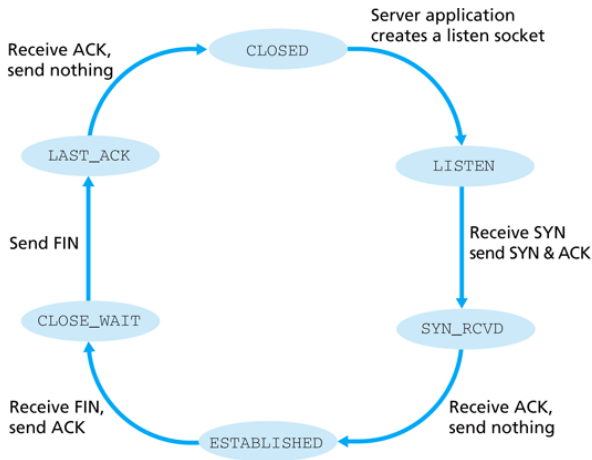 Server application
creates a listen socket
CLOSED
Receive ACK,
send nothing
LAST_ACK
LISTEN
Receive SYN
send SYN & ACK
Send FIN
CLOSE_WAIT
SYN_RCVD
Receive FIN,
send ACK
Receive ACK,
send nothing
ESTABLISHED